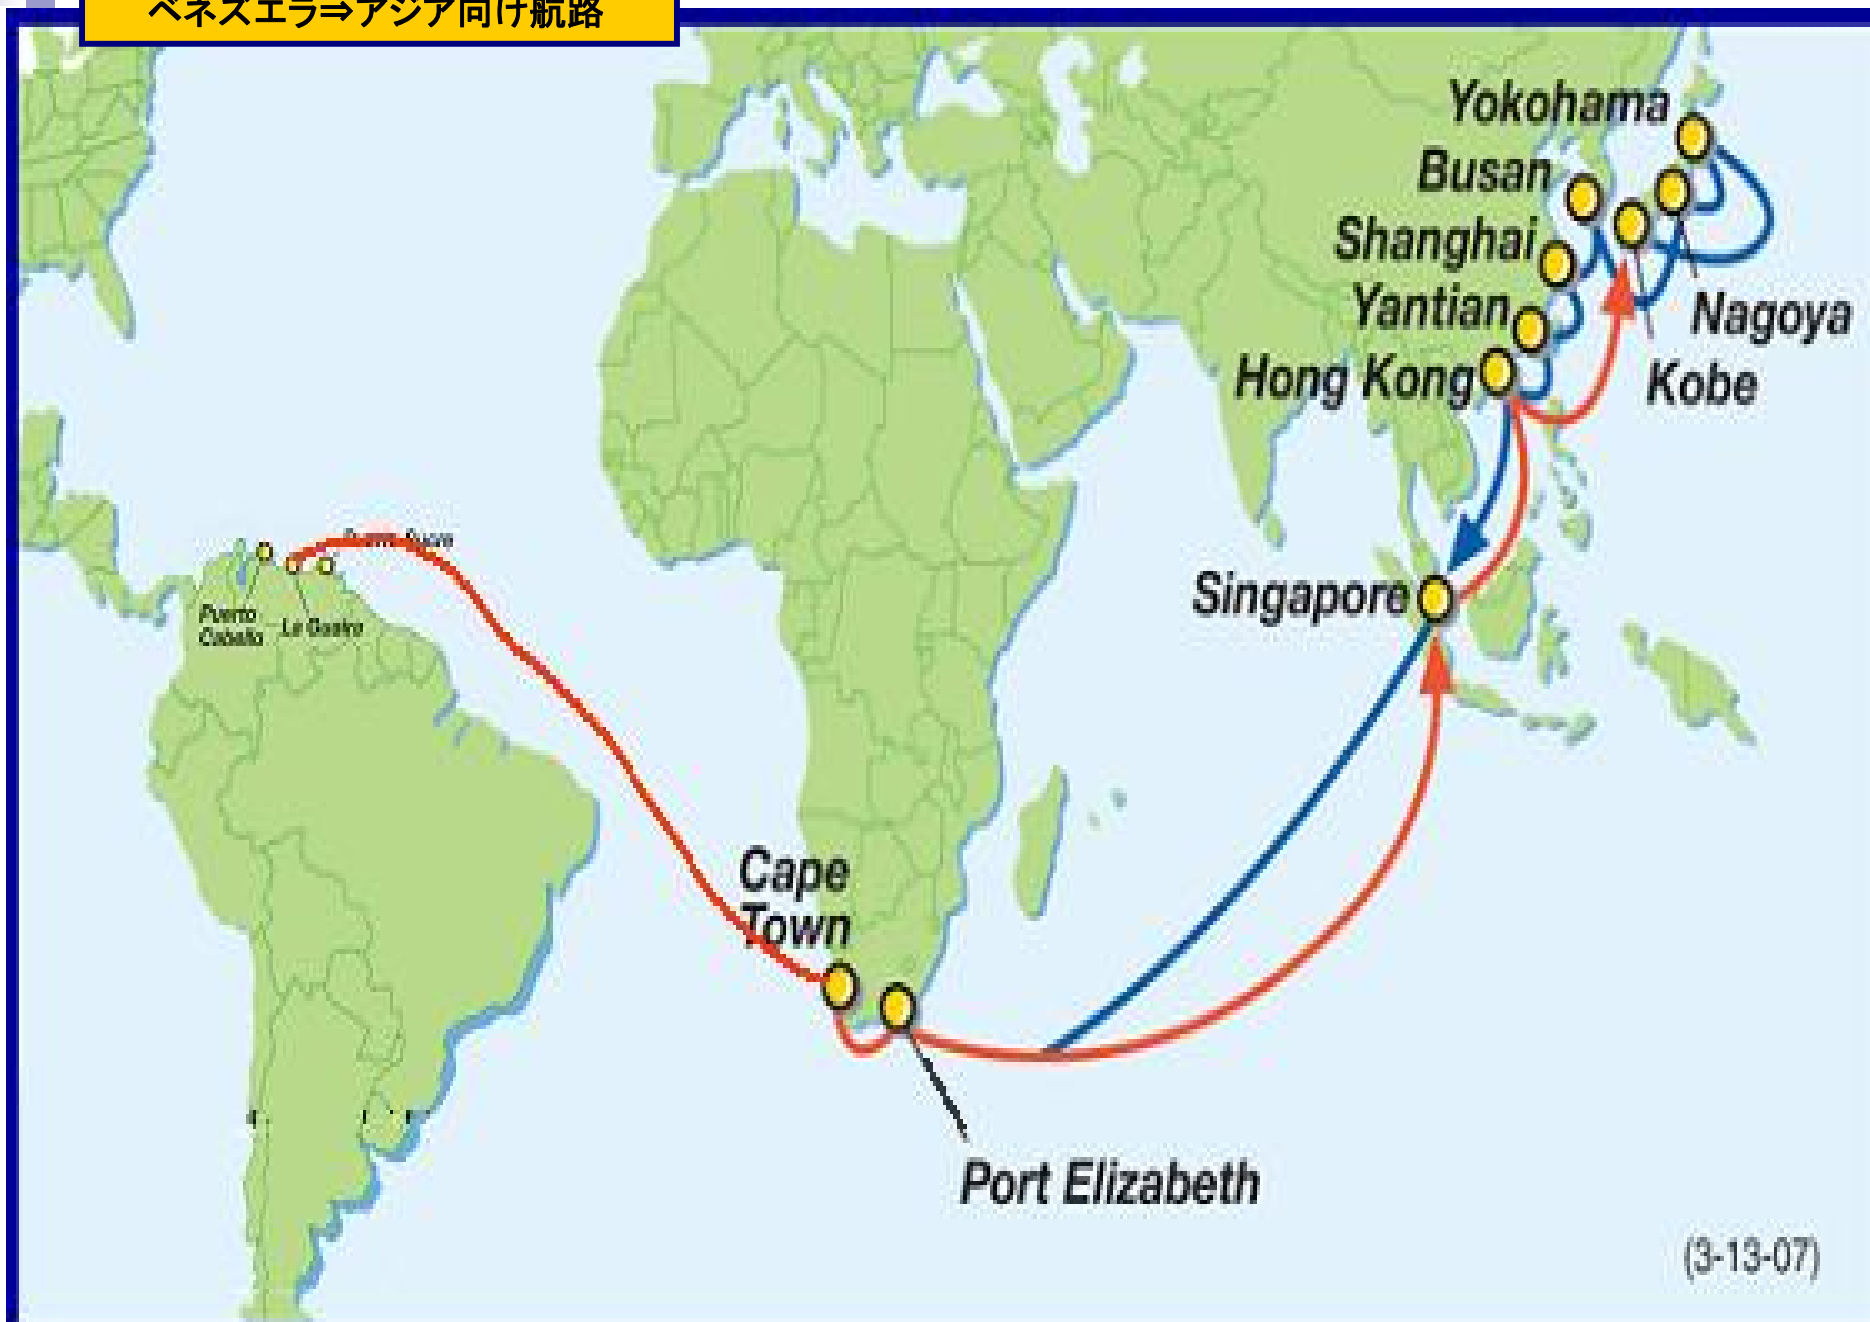 ベネズエラ⇒アジア向け航路
Yokohama
Busan
Shanghai
Yantian
Nagoya
Hong Kong
Kobe
Singapore
Puerto
Cabello
La Guaira
Cape
Town
Port Elizabeth
(3-13-07)